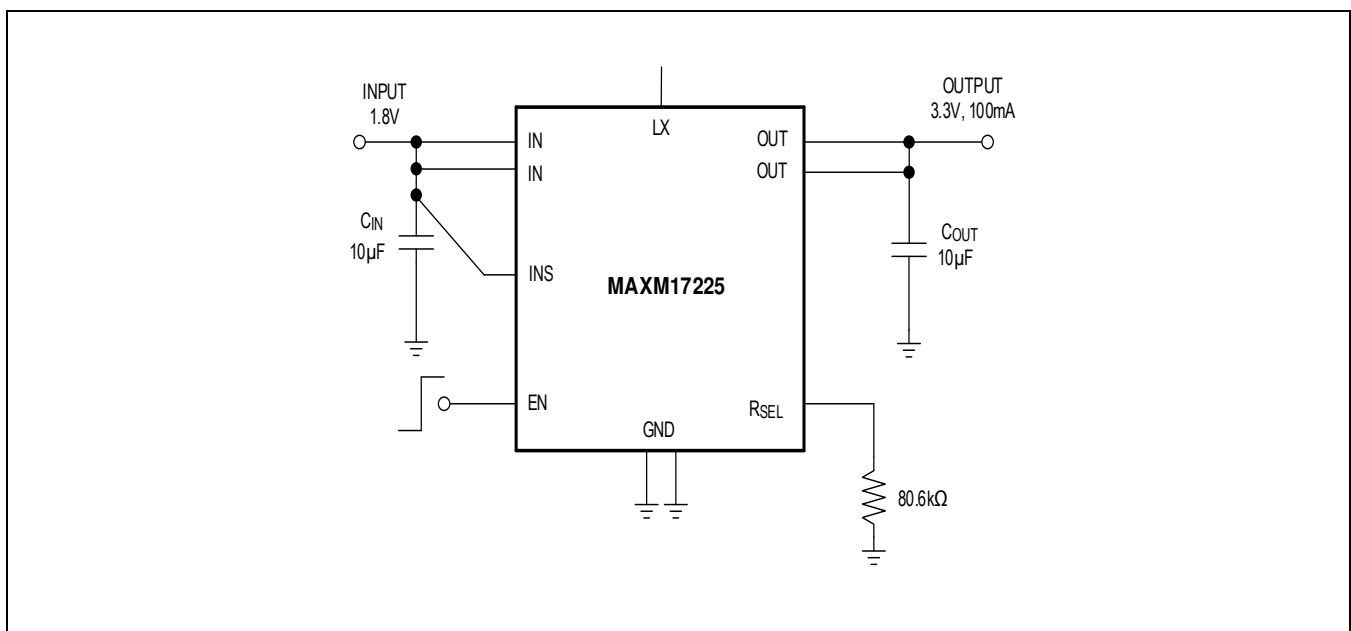 INPUT
1.8V
OUTPUT
3.3V, 100mA
LX
IN
OUT
IN
OUT
CIN
10µF
COUT
10µF
INS
MAXM17225
EN
RSEL
GND
80.6kΩ